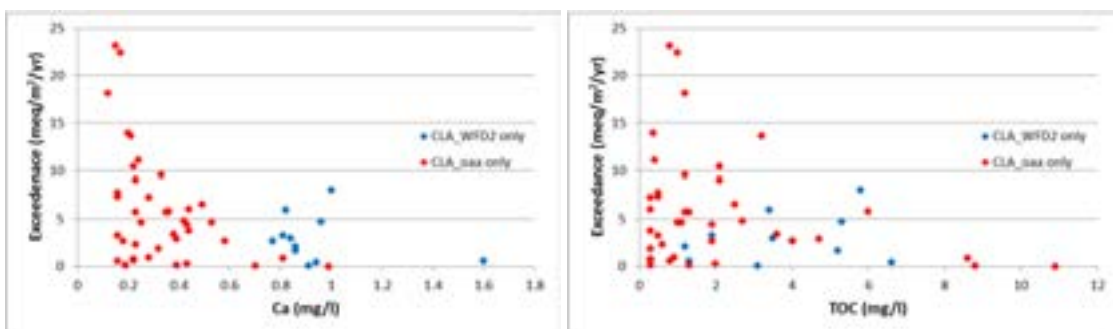 Exceedenace (meq/m²/yr)
25
20
15
10
5
0
CLA_WFD2 only
CLA_oaa only
0 0.2 0.4 0.6 0.8 1 1.2 1.4 1.6 1.8
Ca (mg/l)
Exceedance (meq/m²/yr)
25
20
15
10
5
0
CLA_WFD2 only
CLA_oaa only
0 2 4 6 8 10 12
TOC (mg/l)